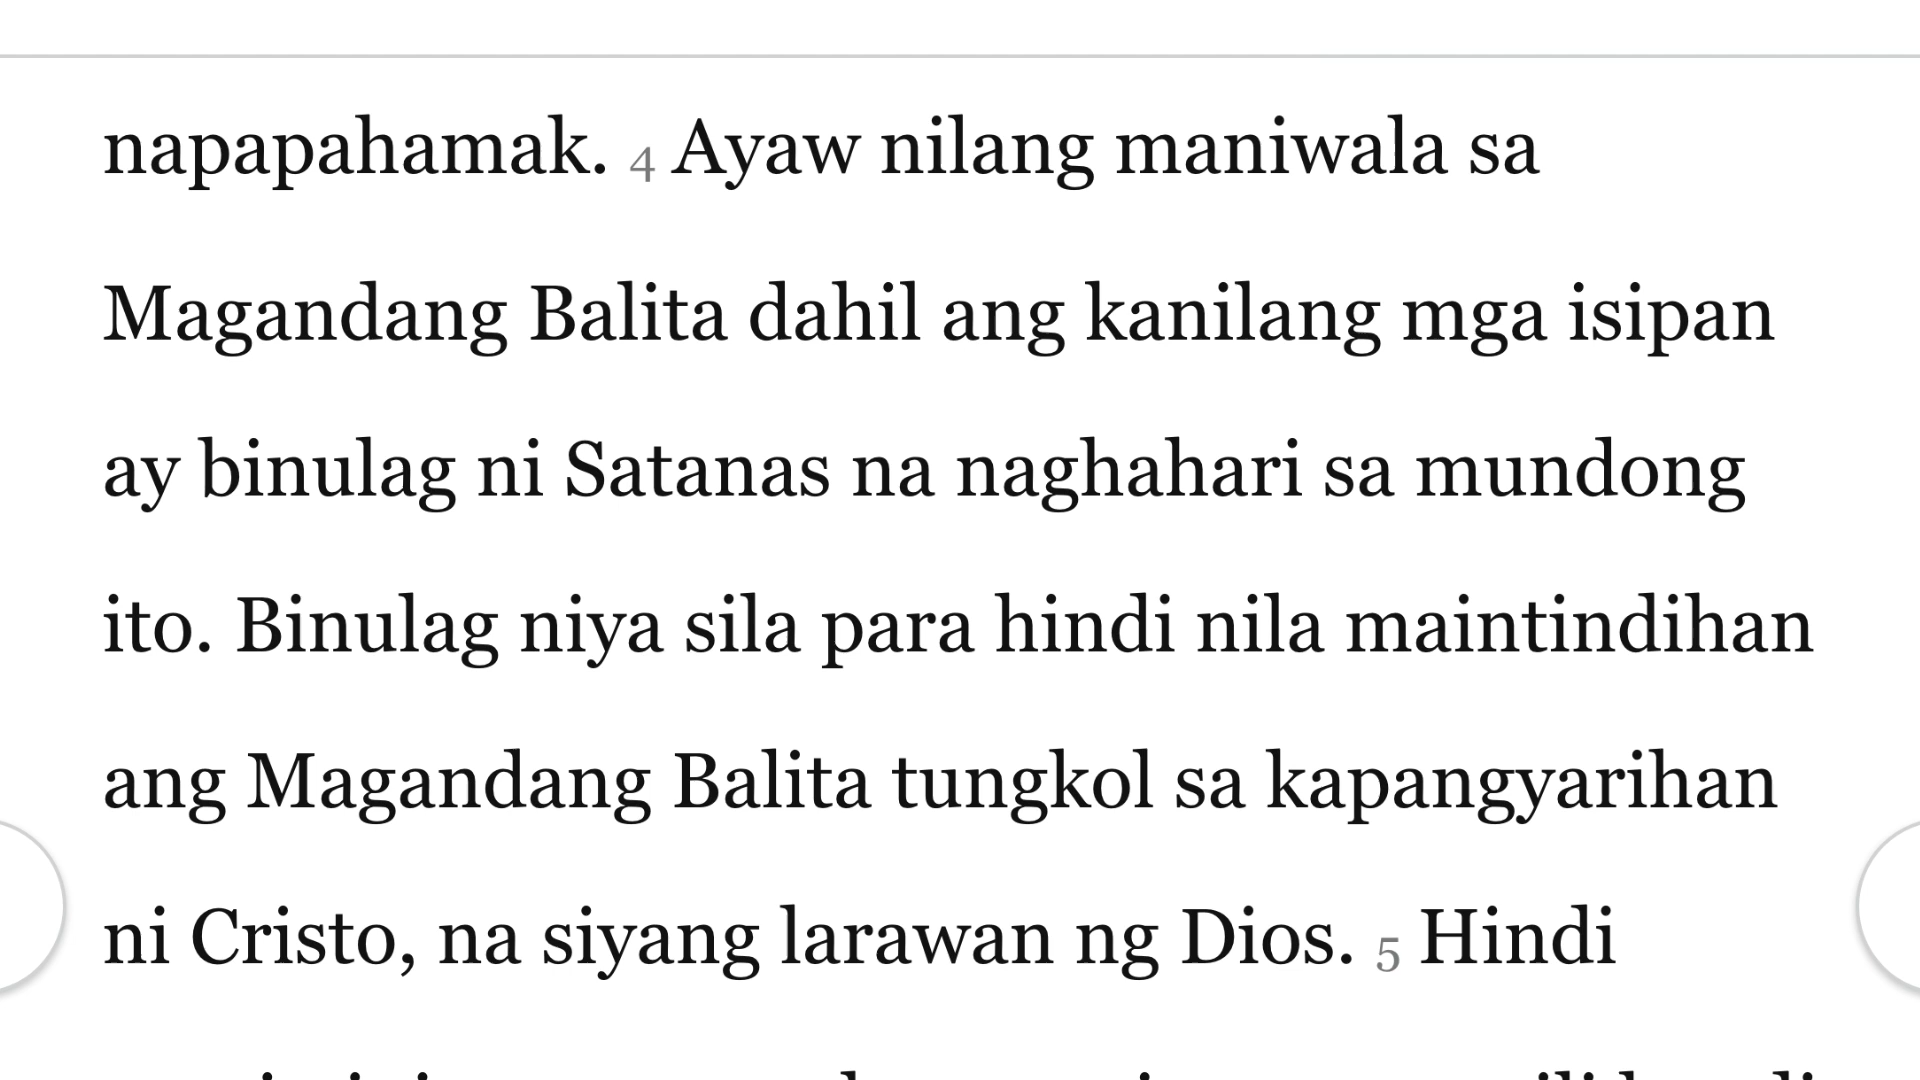 napapahamak. 4 Ayaw nilang maniwala sa
Magandang Balita dahil ang kanilang mga isipan
ay binulag ni Satanas na naghahari sa mundong
ito. Binulag niya sila para hindi nila maintindihan
ang Magandang Balita tungkol sa kapangyarihan
ni Cristo, na siyang larawan ng Dios. 5 Hindi